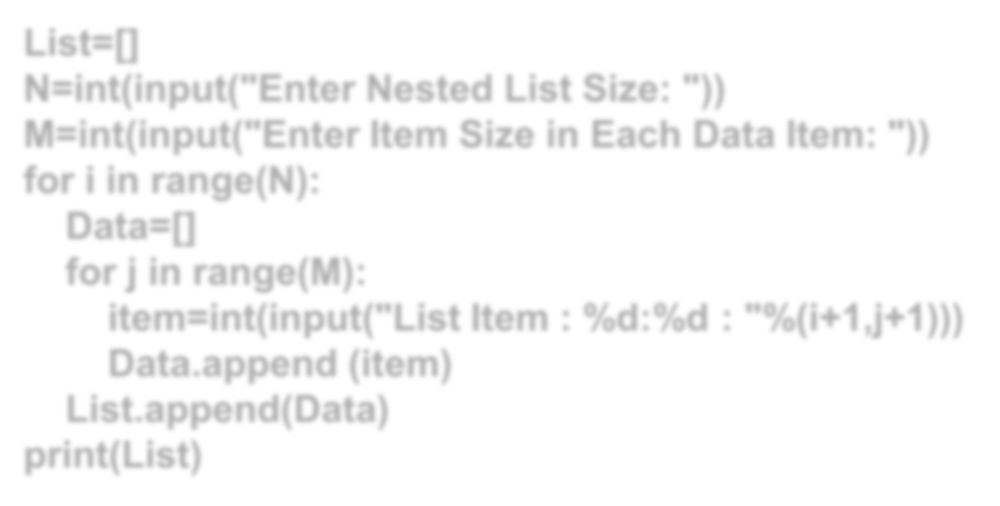 List=[]
N=int(input("Enter Nested List Size: "))
M=int(input("Enter Item Size in Each Data Item: "))
for i in range(N):
    Data=[]
    for j in range(M):
        item=int(input("List Item : %d:%d : "%(i+1,j+1)))
        Data.append (item)
    List.append(Data)
print(List)